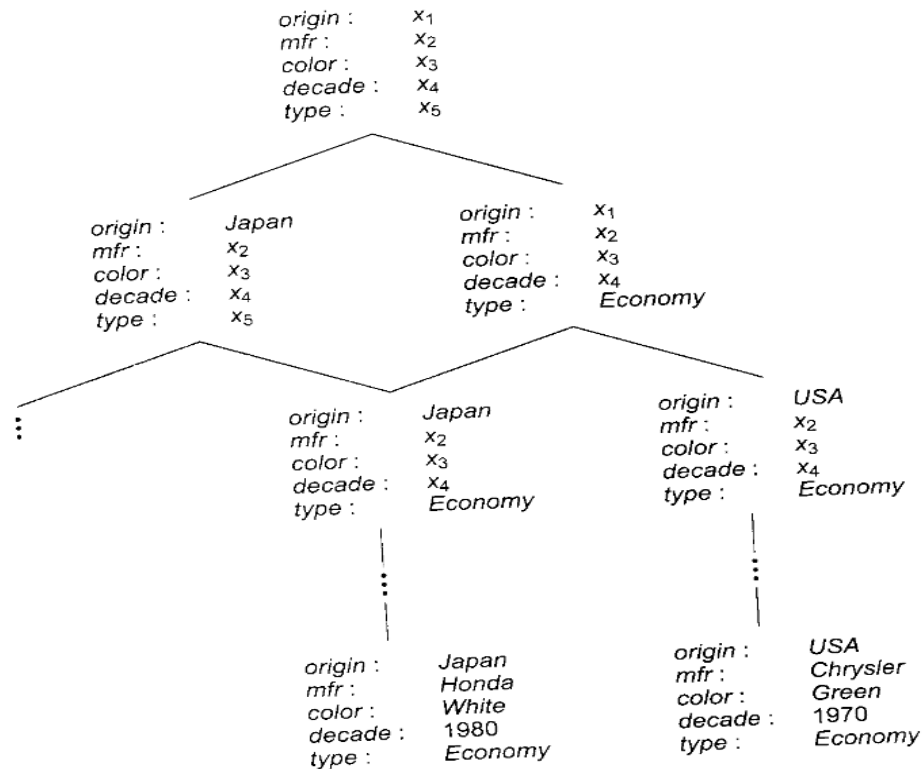 origin : x1
mfr : x2
color : x3
decade : x4
type : x5
origin : Japan
mfr : x2
color : x3
decade : x4
type : x5
origin : x1
mfr : x2
color : x3
decade : x4
type : Economy
origin : Japan
mfr : x2
color : x3
decade : x4
type : Economy
origin : USA
mfr : x2
color : x3
decade : x4
type : Economy
origin : Japan
mfr : Honda
color : White
decade : 1980
type : Economy
origin : USA
mfr : Chrysler
color : Green
decade : 1970
type : Economy